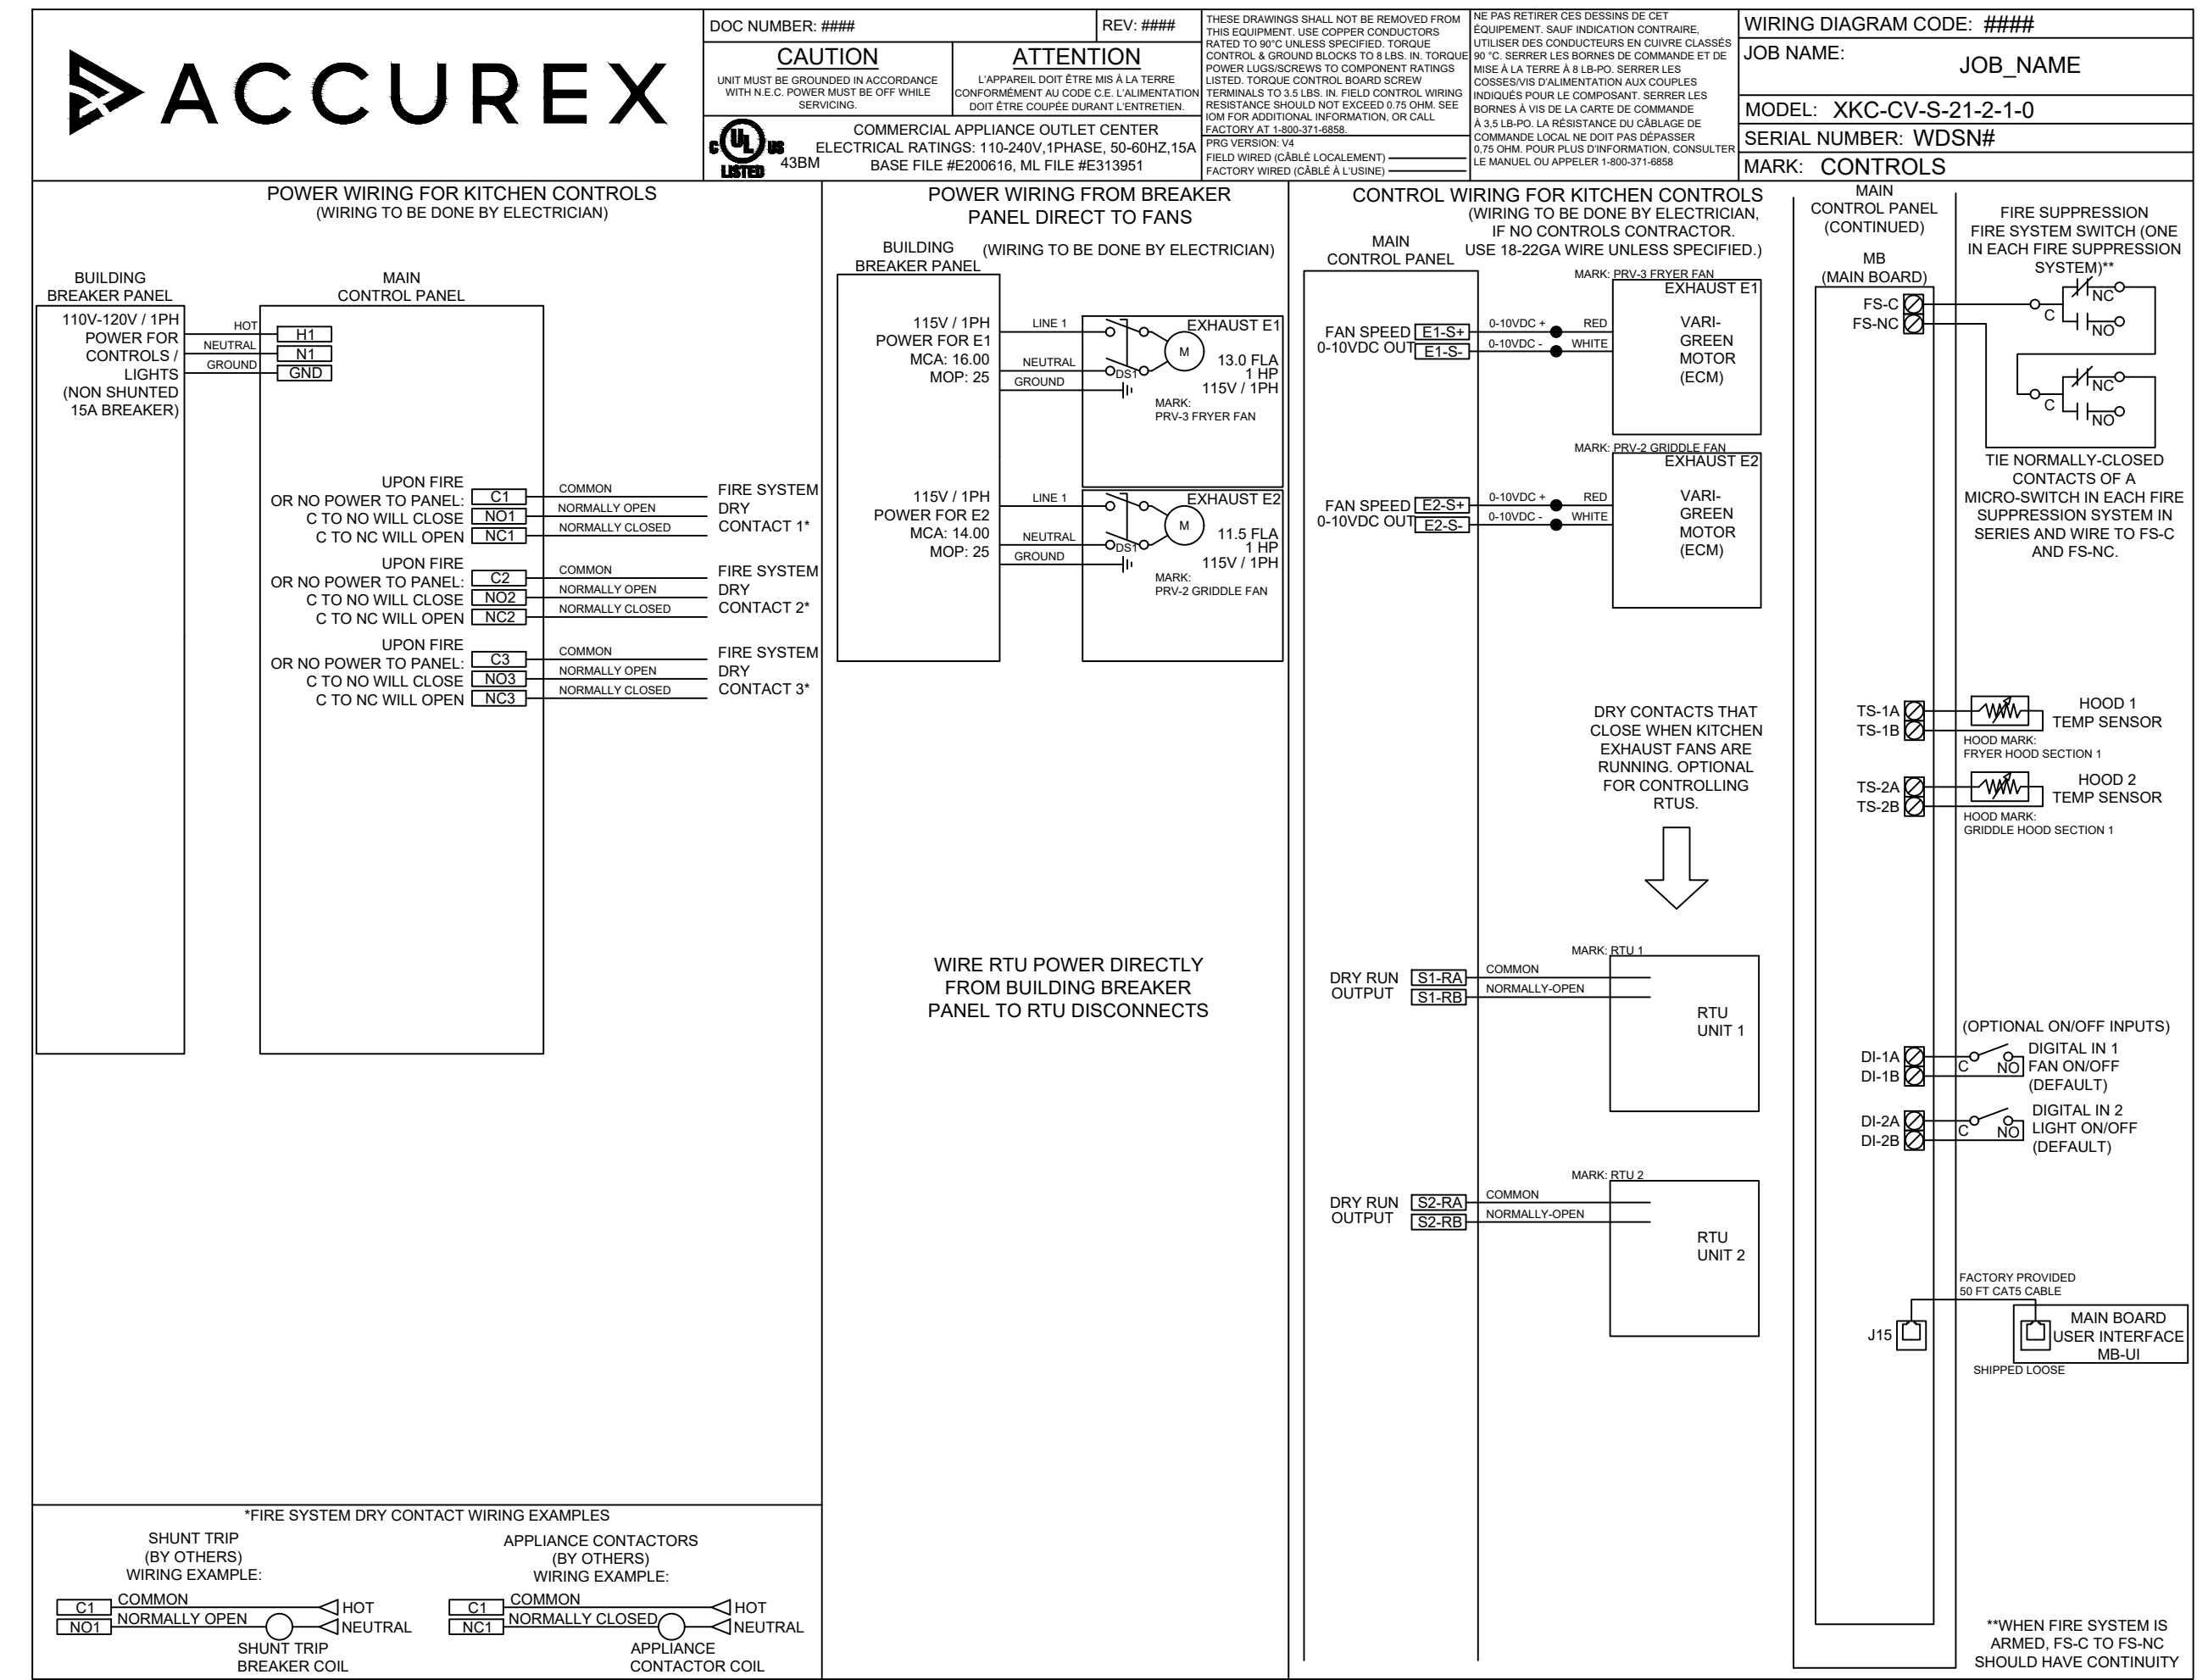 ACCUREX
DOC NUMBER: ####
REV: ####
CAUTION
UNIT MUST BE GROUNDED IN ACCORDANCE
WITH N.E.C. POWER MUST BE OFF WHILE
SERVICING.
ATTENTION
L'APPAREIL DOIT ÊTRE MIS À LA TERRE
CONFORMÉMENT AU CODE C.E. L'ALIMENTATION
DOIT ÊTRE COUPÉE DURANT L'ENTRETIEN.
C UL US
LISTED
43BM
COMMERCIAL APPLIANCE OUTLET CENTER
ELECTRICAL RATINGS: 110-240V,1PHASE, 50-60HZ,15A
BASE FILE #E200616, ML FILE #E313951
THESE DRAWINGS SHALL NOT BE REMOVED FROM
THIS EQUIPMENT. USE COPPER CONDUCTORS
RATED TO 90°C UNLESS SPECIFIED. TORQUE
CONTROL & GROUND BLOCKS TO 8 LBS. IN. TORQUE
POWER LUGS/SCREWS TO COMPONENT RATINGS
LISTED. TORQUE CONTROL BOARD SCREW
TERMINALS TO 3.5 LBS. IN. FIELD CONTROL WIRING
RESISTANCE SHOULD NOT EXCEED 0.75 OHM. SEE
IOM FOR ADDITIONAL INFORMATION, OR CALL
FACTORY AT 1-800-371-6858.
PRG VERSION: V4
FIELD WIRED (CÂBLÉ LOCALEMENT)
FACTORY WIRED (CÂBLÉ À L'USINE)
NE PAS RETIRER CES DESSINS DE CET
ÉQUIPEMENT. SAUF INDICATION CONTRAIRE,
UTILISER DES CONDUCTEURS EN CUIVRE CLASSÉS
90 °C. SERRER LES BORNES DE COMMANDE ET DE
MISE À LA TERRE À 8 LB-PO. SERRER LES
COSSES/VIS D'ALIMENTATION AUX COUPLES
INDIQUÉS POUR LE COMPOSANT. SERRER LES
BORNES À VIS DE LA CARTE DE COMMANDE
À 3,5 LB-PO. LA RÉSISTANCE DU CÂBLAGE DE
COMMANDE LOCAL NE DOIT PAS DÉPASSER
0,75 OHM. POUR PLUS D'INFORMATION, CONSULTER
LE MANUEL OU APPELER 1-800-371-6858
WIRING DIAGRAM CODE: ####
JOB NAME:
JOB_NAME
MODEL: XKC-CV-S-21-2-1-0
SERIAL NUMBER: WDSN#
MARK: CONTROLS
POWER WIRING FOR KITCHEN CONTROLS
(WIRING TO BE DONE BY ELECTRICIAN)
BUILDING
BREAKER PANEL
MAIN
CONTROL PANEL
110V-120V / 1PH
POWER FOR
CONTROLS /
LIGHTS
(NON SHUNTED
15A BREAKER)
HOT H1
NEUTRAL N1
GROUND GND
UPON FIRE
OR NO POWER TO PANEL:
C TO NO WILL CLOSE
C TO NC WILL OPEN
C1 COMMON
NO1 NORMALLY OPEN
NC1 NORMALLY CLOSED
FIRE SYSTEM
DRY
CONTACT 1*
UPON FIRE
OR NO POWER TO PANEL:
C TO NO WILL CLOSE
C TO NC WILL OPEN
C2 COMMON
NO2 NORMALLY OPEN
NC2 NORMALLY CLOSED
FIRE SYSTEM
DRY
CONTACT 2*
UPON FIRE
OR NO POWER TO PANEL:
C TO NO WILL CLOSE
C TO NC WILL OPEN
C3 COMMON
NO3 NORMALLY OPEN
NC3 NORMALLY CLOSED
FIRE SYSTEM
DRY
CONTACT 3*
*FIRE SYSTEM DRY CONTACT WIRING EXAMPLES
SHUNT TRIP
(BY OTHERS)
WIRING EXAMPLE:
C1 COMMON HOT
NO1 NORMALLY OPEN NEUTRAL
SHUNT TRIP
BREAKER COIL
APPLIANCE CONTACTORS
(BY OTHERS)
WIRING EXAMPLE:
C1 COMMON HOT
NC1 NORMALLY CLOSED NEUTRAL
APPLIANCE
CONTACTOR COIL
POWER WIRING FROM BREAKER
PANEL DIRECT TO FANS
(WIRING TO BE DONE BY ELECTRICIAN)
BUILDING
BREAKER PANEL
115V / 1PH
POWER FOR E1
MCA: 16.00
MOP: 25
LINE 1
NEUTRAL
GROUND
EXHAUST E1
M
DS1
13.0 FLA
1 HP
115V / 1PH
MARK:
PRV-3 FRYER FAN
115V / 1PH
POWER FOR E2
MCA: 14.00
MOP: 25
LINE 1
NEUTRAL
GROUND
EXHAUST E2
M
DS1
11.5 FLA
1 HP
115V / 1PH
MARK:
PRV-2 GRIDDLE FAN
WIRE RTU POWER DIRECTLY
FROM BUILDING BREAKER
PANEL TO RTU DISCONNECTS
CONTROL WIRING FOR KITCHEN CONTROLS
(WIRING TO BE DONE BY ELECTRICIAN,
IF NO CONTROLS CONTRACTOR.
USE 18-22GA WIRE UNLESS SPECIFIED.)
MAIN
CONTROL PANEL
MARK: PRV-3 FRYER FAN
EXHAUST E1
FAN SPEED
0-10VDC OUT
E1-S+ 0-10VDC + RED
E1-S- 0-10VDC - WHITE
VARI-
GREEN
MOTOR
(ECM)
MARK: PRV-2 GRIDDLE FAN
EXHAUST E2
FAN SPEED
0-10VDC OUT
E2-S+ 0-10VDC + RED
E2-S- 0-10VDC - WHITE
VARI-
GREEN
MOTOR
(ECM)
DRY CONTACTS THAT
CLOSE WHEN KITCHEN
EXHAUST FANS ARE
RUNNING. OPTIONAL
FOR CONTROLLING
RTUS.
MARK: RTU 1
DRY RUN
OUTPUT
S1-RA COMMON
S1-RB NORMALLY-OPEN
RTU
UNIT 1
MARK: RTU 2
DRY RUN
OUTPUT
S2-RA COMMON
S2-RB NORMALLY-OPEN
RTU
UNIT 2
MAIN
CONTROL PANEL
(CONTINUED)
MB
(MAIN BOARD)
FS-C
FS-NC
FIRE SUPPRESSION
FIRE SYSTEM SWITCH (ONE
IN EACH FIRE SUPPRESSION
SYSTEM)**
C
NC
NO
C
NC
NO
TIE NORMALLY-CLOSED
CONTACTS OF A
MICRO-SWITCH IN EACH FIRE
SUPPRESSION SYSTEM IN
SERIES AND WIRE TO FS-C
AND FS-NC.
TS-1A
TS-1B
HOOD 1
TEMP SENSOR
HOOD MARK:
FRYER HOOD SECTION 1
TS-2A
TS-2B
HOOD 2
TEMP SENSOR
HOOD MARK:
GRIDDLE HOOD SECTION 1
(OPTIONAL ON/OFF INPUTS)
DI-1A
DI-1B
C NO
DIGITAL IN 1
FAN ON/OFF
(DEFAULT)
DI-2A
DI-2B
C NO
DIGITAL IN 2
LIGHT ON/OFF
(DEFAULT)
FACTORY PROVIDED
50 FT CAT5 CABLE
J15
MAIN BOARD
USER INTERFACE
MB-UI
SHIPPED LOOSE
**WHEN FIRE SYSTEM IS
ARMED, FS-C TO FS-NC
SHOULD HAVE CONTINUITY